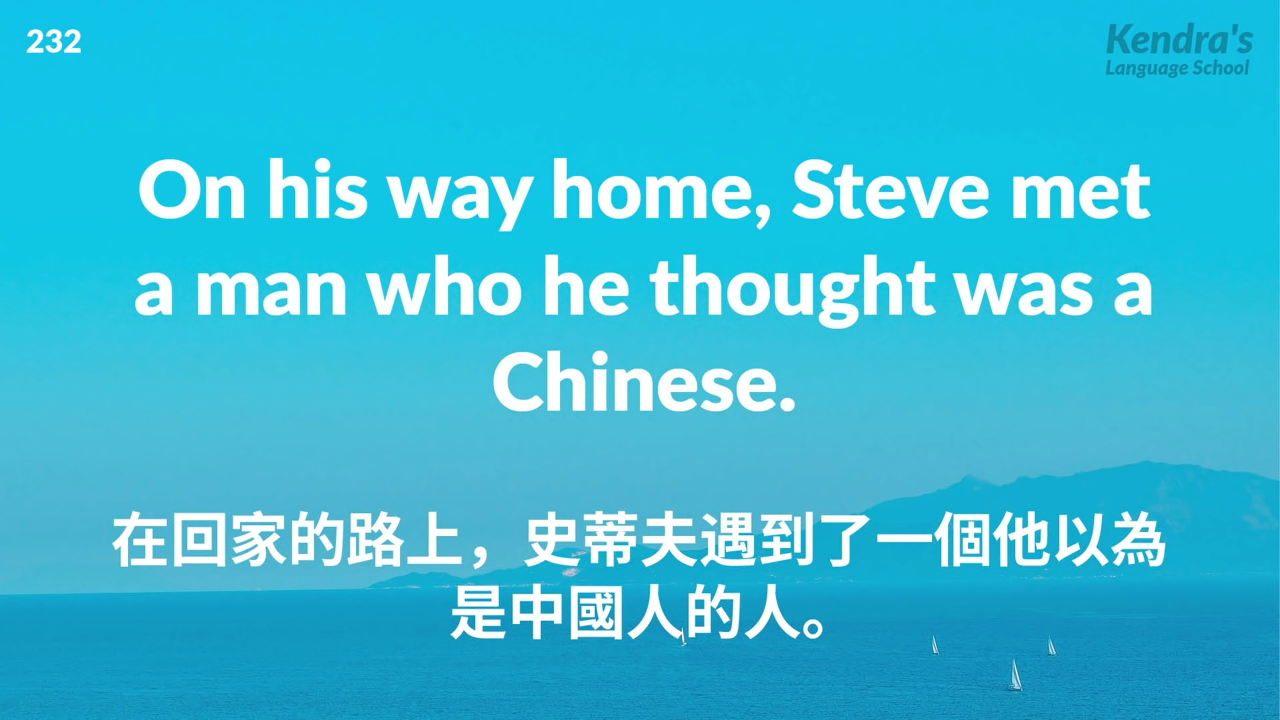 232
Kendra's
Language School
On his way home, Steve met
a man who he thought was a
Chinese.
在回家的路上，史蒂夫遇到了一個他以為
是中國人的人。